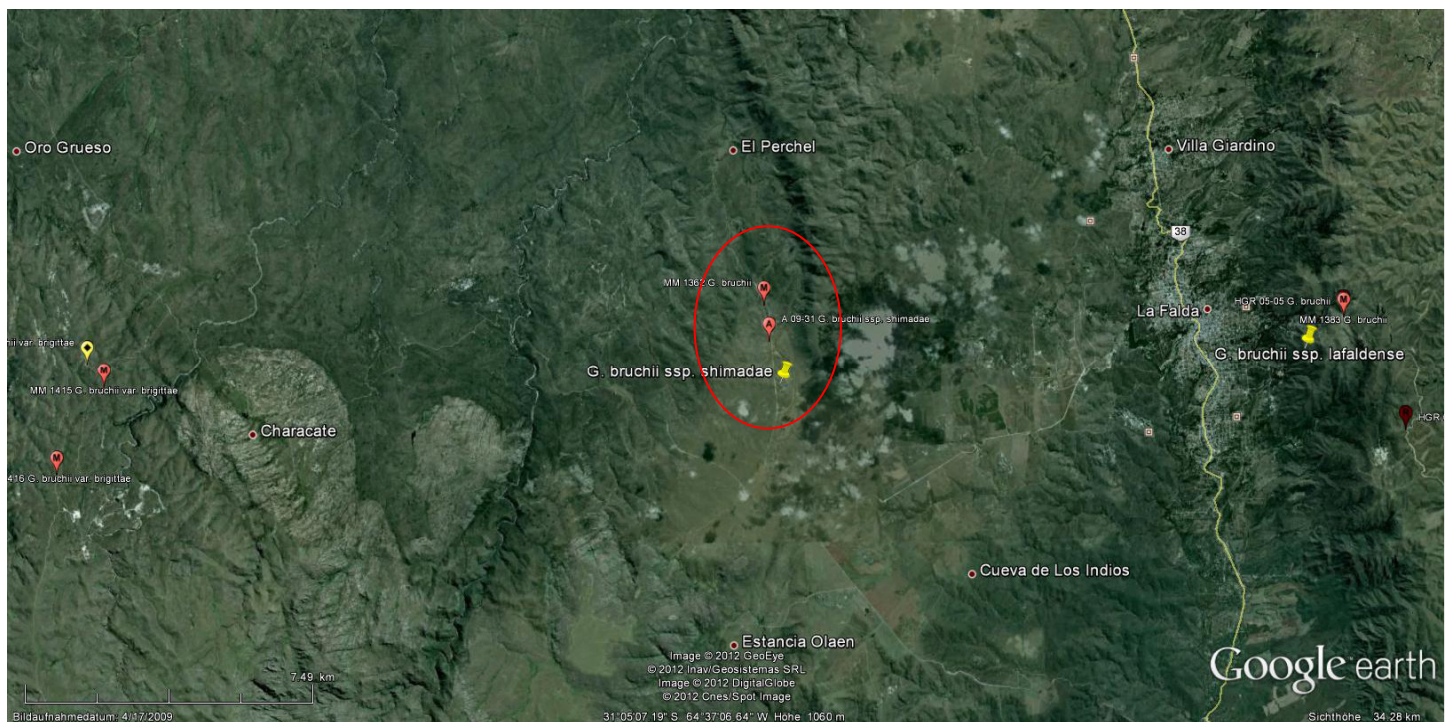 Oro Grueso
El Perchel
Villa Giardino
38
MM 1362 G. bruchii
M
A 09-31 G. bruchii ssp. shimadae
A
HGR 05-05 G. bruchii
M
La Falda
MM 1383 G. bruchii
G. bruchii ssp. lafaldense
hii var. brigittae
M
MM 1415 G. bruchii var. brigittae
G. bruchii ssp. shimadae
HGR
Characate
M
416 G. bruchii var. brigittae
Cueva de Los Indios
Estancia Olaen
Image © 2012 GeoEye
© 2012 Inav/Geosistemas SRL
Image © 2012 DigitalGlobe
© 2012 Cnes/Spot Image
Google earth
7.49 km
Bildaufnahmedatum: 4/17/2009
31°05'07.19" S 64°37'06.64" W Höhe 1060 m
Sichthöhe 34.28 km